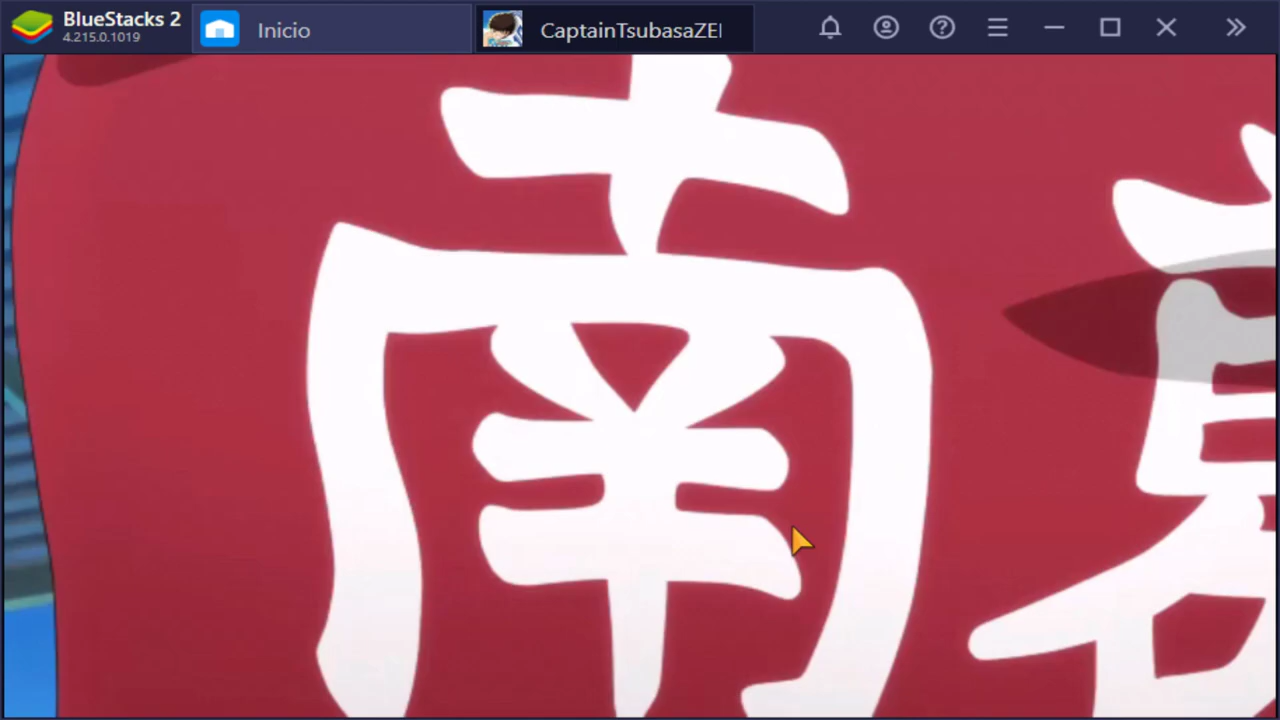 BlueStacks 2
4.215.0.1019
Inicio
CaptainTsubasaZE
南